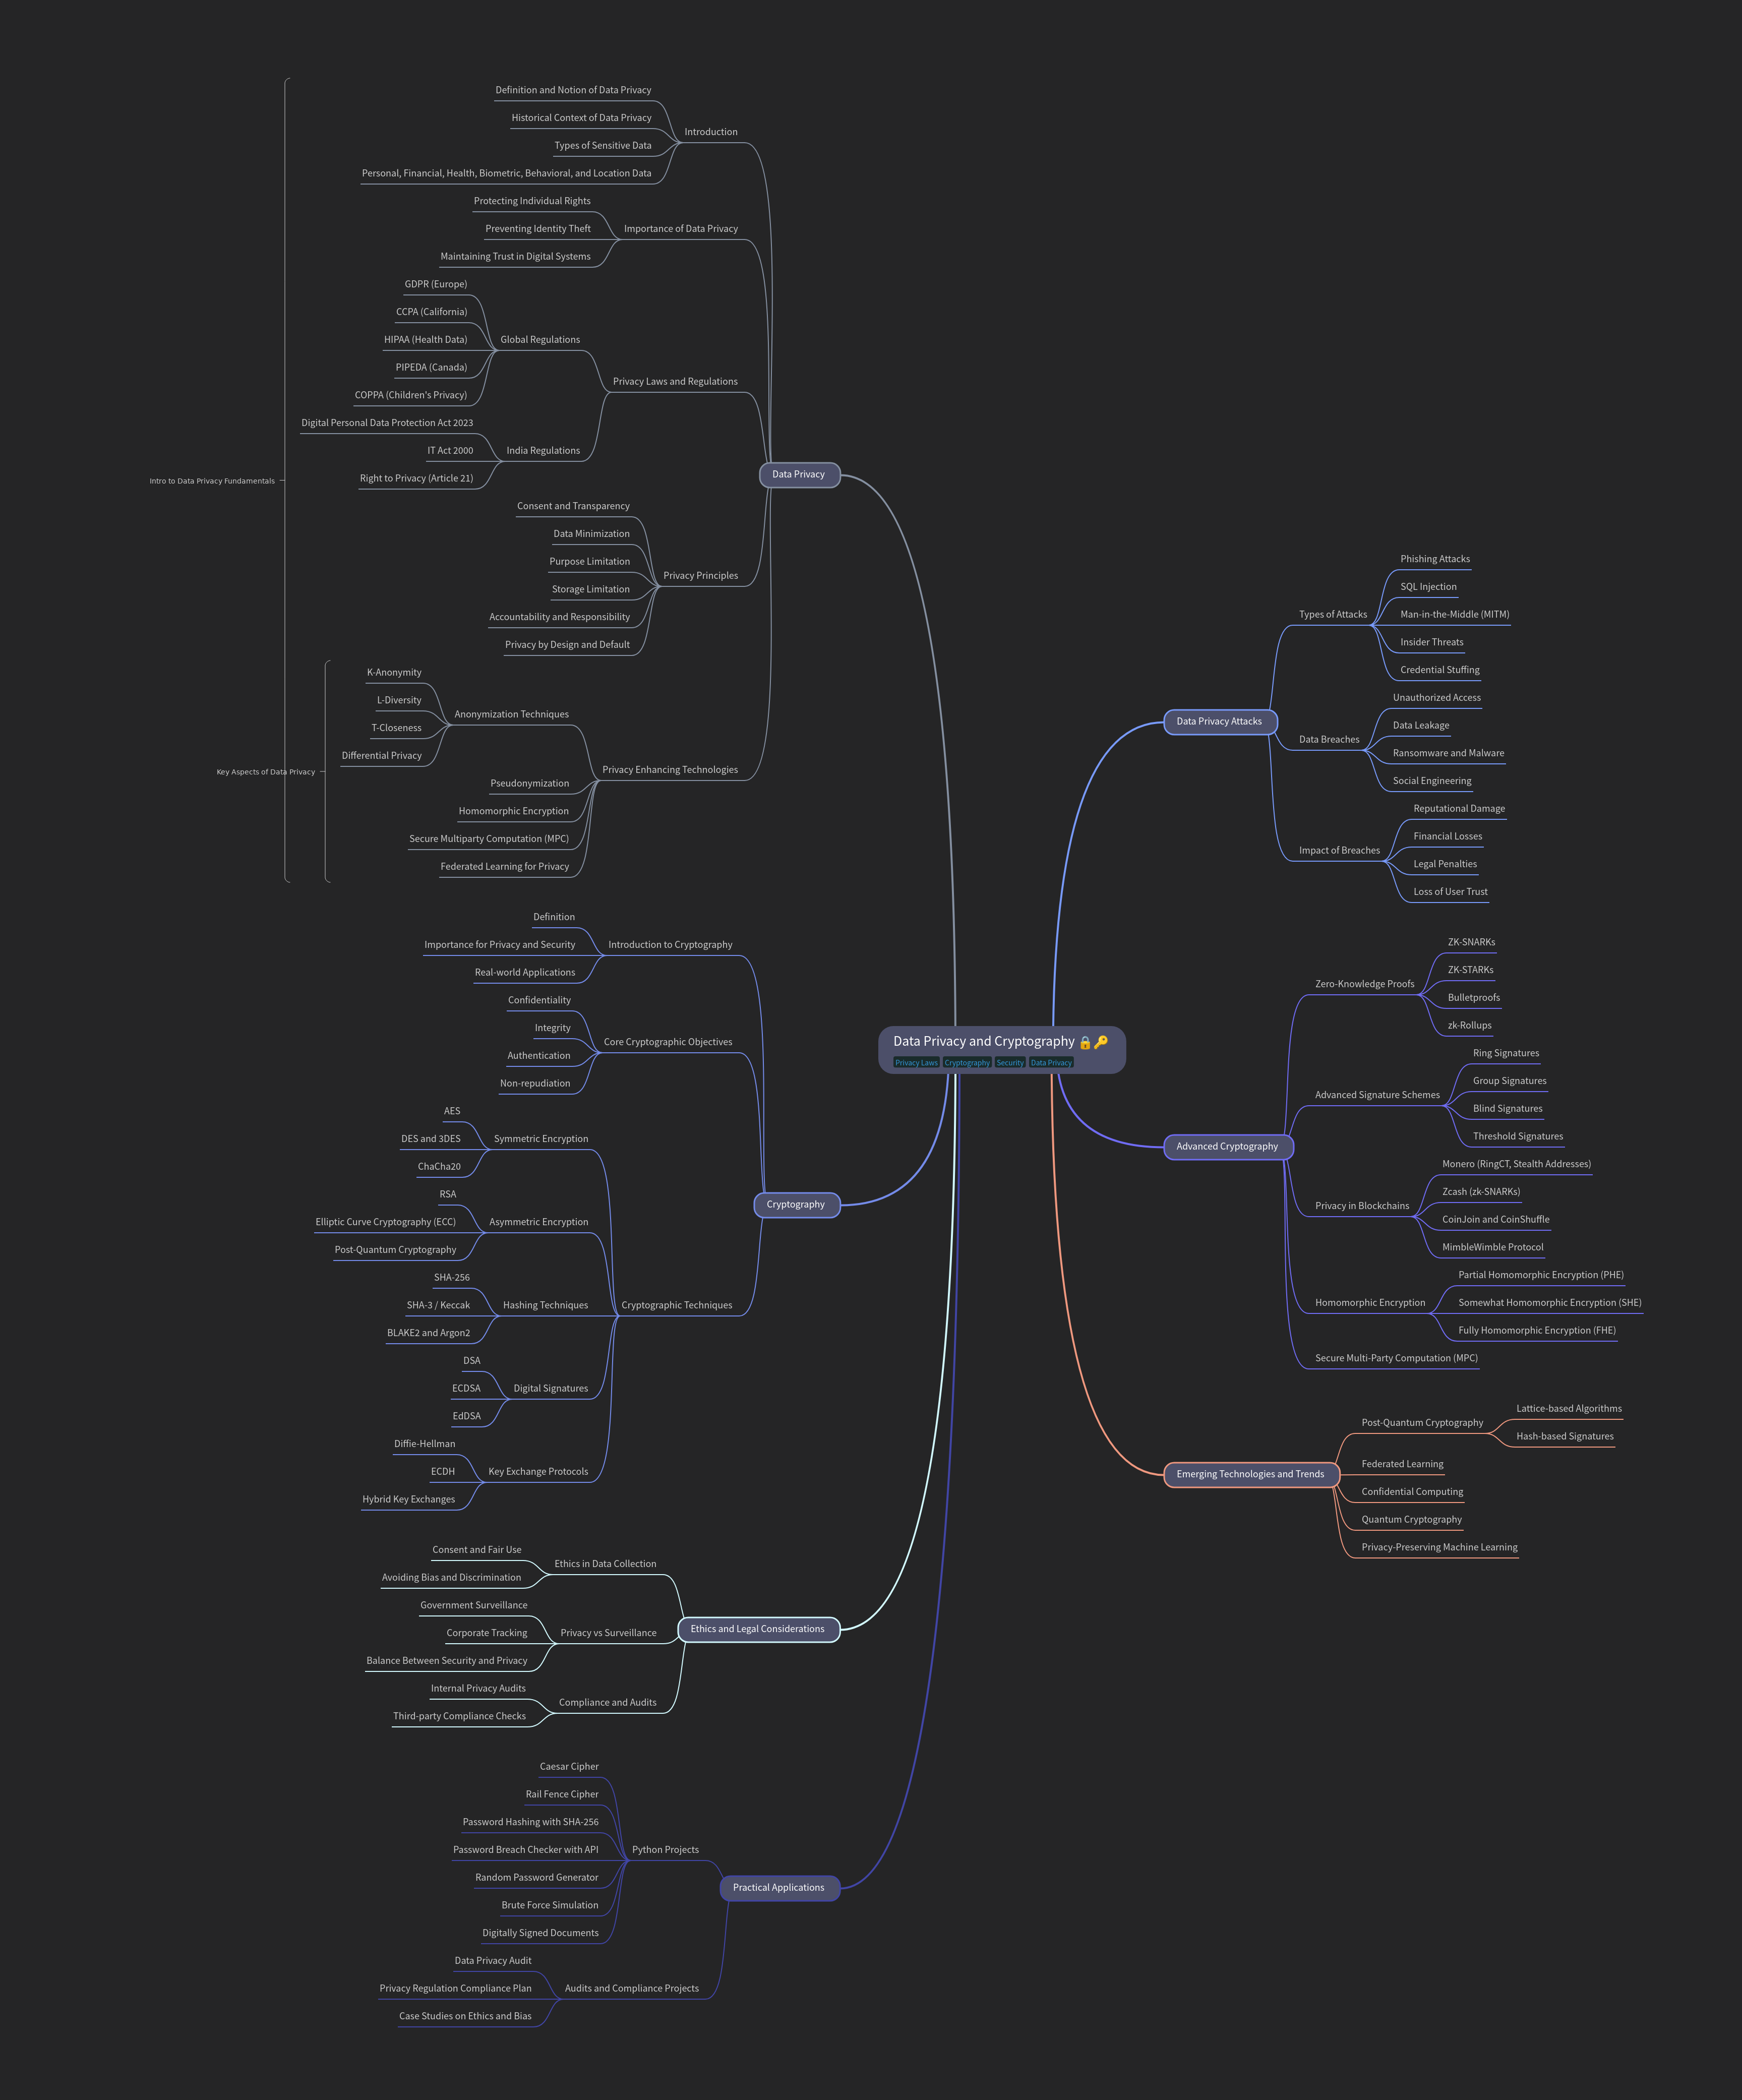 Data Privacy and Cryptography 🔒🔑
Privacy Laws Cryptography Security Data Privacy
Data Privacy
Introduction
Definition and Notion of Data Privacy
Historical Context of Data Privacy
Types of Sensitive Data
Personal, Financial, Health, Biometric, Behavioral, and Location Data
Importance of Data Privacy
Protecting Individual Rights
Preventing Identity Theft
Maintaining Trust in Digital Systems
Privacy Laws and Regulations
Global Regulations
GDPR (Europe)
CCPA (California)
HIPAA (Health Data)
PIPEDA (Canada)
COPPA (Children's Privacy)
India Regulations
Digital Personal Data Protection Act 2023
IT Act 2000
Right to Privacy (Article 21)
Privacy Principles
Consent and Transparency
Data Minimization
Purpose Limitation
Storage Limitation
Accountability and Responsibility
Privacy by Design and Default
Privacy Enhancing Technologies
Anonymization Techniques
K-Anonymity
L-Diversity
T-Closeness
Differential Privacy
Pseudonymization
Homomorphic Encryption
Secure Multiparty Computation (MPC)
Federated Learning for Privacy
Intro to Data Privacy Fundamentals
Key Aspects of Data Privacy
Cryptography
Introduction to Cryptography
Definition
Importance for Privacy and Security
Real-world Applications
Core Cryptographic Objectives
Confidentiality
Integrity
Authentication
Non-repudiation
Cryptographic Techniques
Symmetric Encryption
AES
DES and 3DES
ChaCha20
Asymmetric Encryption
RSA
Elliptic Curve Cryptography (ECC)
Post-Quantum Cryptography
Hashing Techniques
SHA-256
SHA-3 / Keccak
BLAKE2 and Argon2
Digital Signatures
DSA
ECDSA
EdDSA
Key Exchange Protocols
Diffie-Hellman
ECDH
Hybrid Key Exchanges
Ethics and Legal Considerations
Ethics in Data Collection
Consent and Fair Use
Avoiding Bias and Discrimination
Privacy vs Surveillance
Government Surveillance
Corporate Tracking
Balance Between Security and Privacy
Compliance and Audits
Internal Privacy Audits
Third-party Compliance Checks
Practical Applications
Python Projects
Caesar Cipher
Rail Fence Cipher
Password Hashing with SHA-256
Password Breach Checker with API
Random Password Generator
Brute Force Simulation
Digitally Signed Documents
Audits and Compliance Projects
Data Privacy Audit
Privacy Regulation Compliance Plan
Case Studies on Ethics and Bias
Data Privacy Attacks
Types of Attacks
Phishing Attacks
SQL Injection
Man-in-the-Middle (MITM)
Insider Threats
Credential Stuffing
Data Breaches
Unauthorized Access
Data Leakage
Ransomware and Malware
Social Engineering
Impact of Breaches
Reputational Damage
Financial Losses
Legal Penalties
Loss of User Trust
Advanced Cryptography
Zero-Knowledge Proofs
ZK-SNARKs
ZK-STARKs
Bulletproofs
zk-Rollups
Advanced Signature Schemes
Ring Signatures
Group Signatures
Blind Signatures
Threshold Signatures
Privacy in Blockchains
Monero (RingCT, Stealth Addresses)
Zcash (zk-SNARKs)
CoinJoin and CoinShuffle
MimbleWimble Protocol
Homomorphic Encryption
Partial Homomorphic Encryption (PHE)
Somewhat Homomorphic Encryption (SHE)
Fully Homomorphic Encryption (FHE)
Secure Multi-Party Computation (MPC)
Emerging Technologies and Trends
Post-Quantum Cryptography
Lattice-based Algorithms
Hash-based Signatures
Federated Learning
Confidential Computing
Quantum Cryptography
Privacy-Preserving Machine Learning